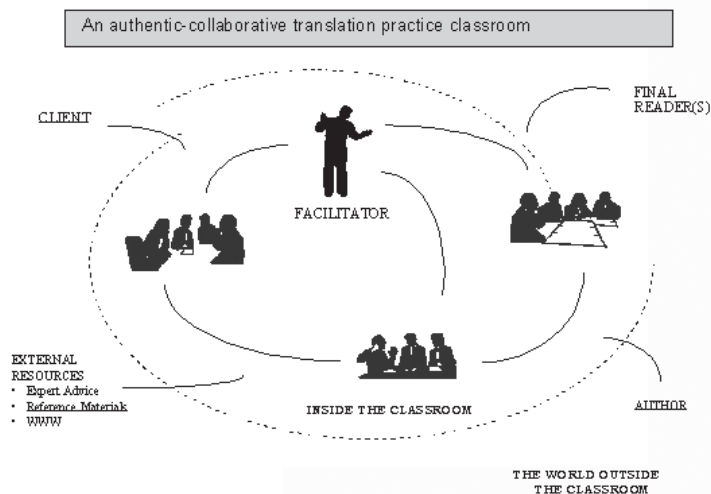 An authentic-collaborative translation practice classroom
CLIENT
FINAL
READER(S)
FACILITATOR
EXTERNAL
RESOURCES
• Expert Advice
• Reference Materials
• WWW
INSIDE THE CLASSROOM
AUTHOR
THE WORLD OUTSIDE
THE CLASSROOM